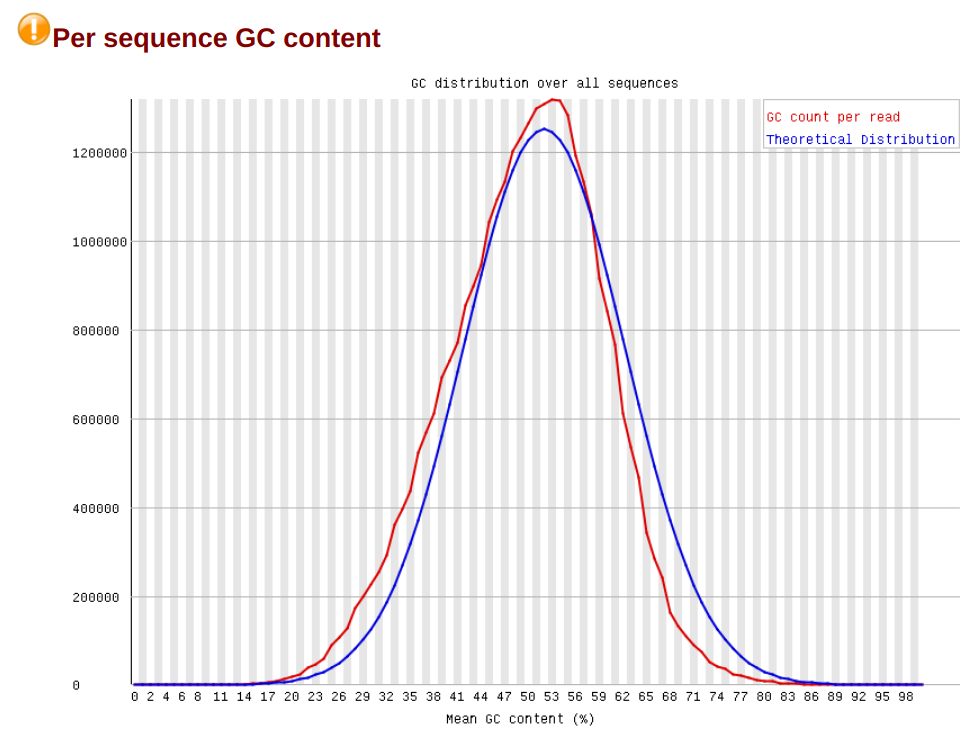 Per sequence GC content
GC distribution over all sequences
GC count per read
Theoretical Distribution
1200000
1000000
800000
600000
400000
200000
0
0 2 4 6 8 11 14 17 20 23 26 29 32 35 38 41 44 47 50 53 56 59 62 65 68 71 74 77 80 83 86 89 92 95 98
Mean GC content (%)